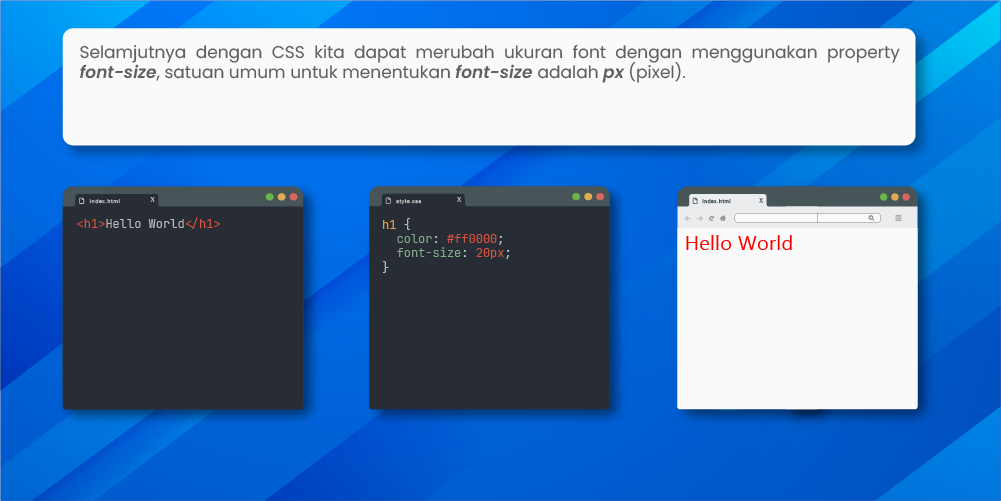 Selamjutnya dengan CSS kita dapat merubah ukuran font dengan menggunakan property
font-size, satuan umum untuk menentukan font-size adalah px (pixel).
index.html X
<h1>Hello World</h1>
style.css X
h1 {
color: #ff0000;
font-size: 20px;
}
index.html X
Hello World